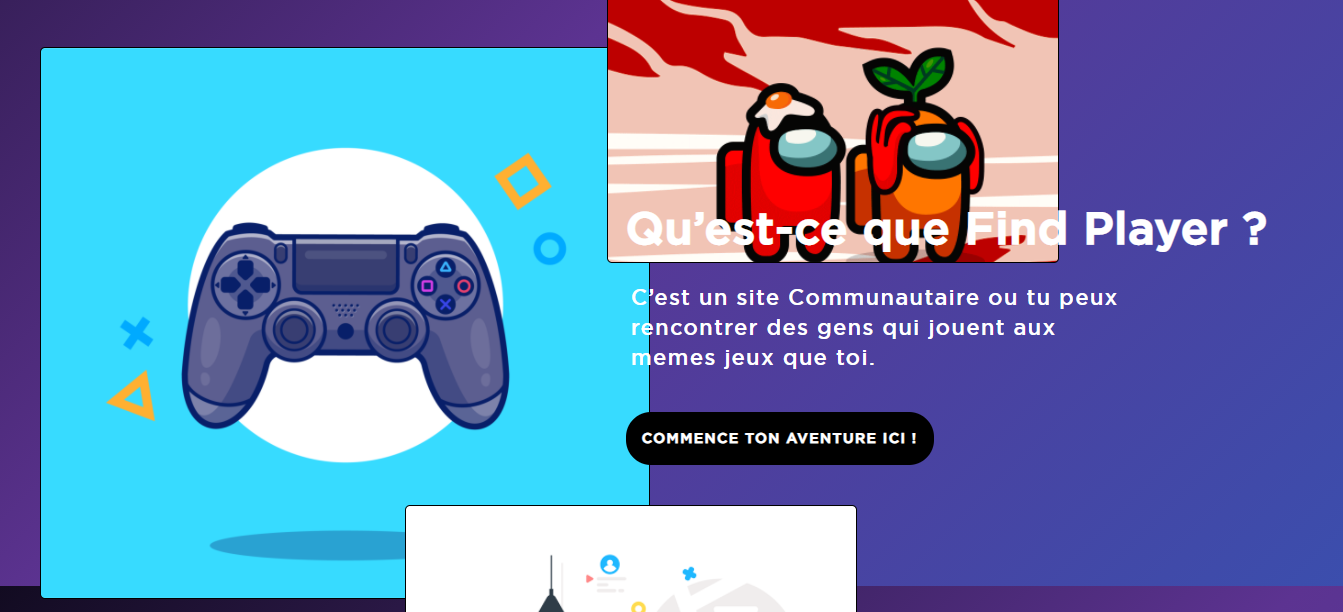 Qu’est-ce que Find Player ?
C’est un site Communautaire ou tu peux
rencontrer des gens qui jouent aux
memes jeux que toi.
COMMENCE TON AVENTURE ICI !